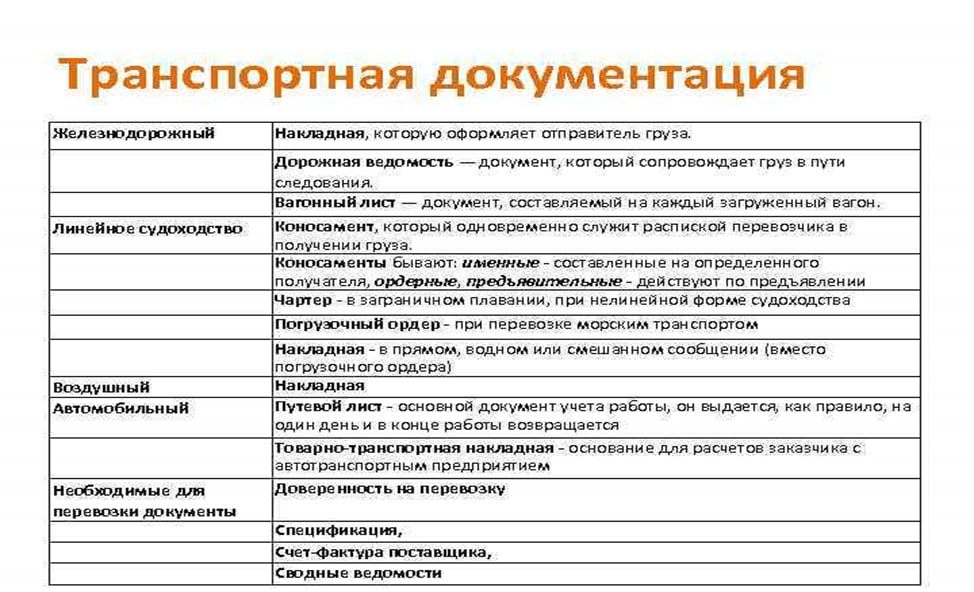 Транспортная документация
Железнодорожный
Накладная, которую оформляет отправитель груза.
Дорожная ведомость — документ, который сопровождает груз в пути
следования.
Вагонный лист — документ, составляемый на каждый загруженный вагон.
Линейное судоходство
Коносамент, который одновременно служит распиской перевозчика в
получении груза.
Коносаменты бывают: именные - составленные на определенного
получателя, ордерные, предъявительные - действуют по предъявлении
Чартер - в заграничном плавании, при нелинейной форме судоходства
Погрузочный ордер - при перевозке морским транспортом
Накладная - в прямом, водном или смешанном сообщении (вместо
погрузочного ордера)
Воздушный
Накладная
Автомобильный
Путевой лист - основной документ учета работы, он выдается, как правило, на
один день и в конце работы возвращается
Товарно-транспортная накладная - основание для расчетов заказчика с
автотранспортным предприятием
Необходимые для
перевозки документы
Доверенность на перевозку
Спецификация,
Счет-фактура поставщика,
Сводные ведомости